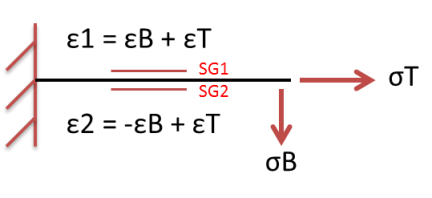 ε1 = εB + εT
SG1
SG2
σT
ε2 = -εB + εT
σB